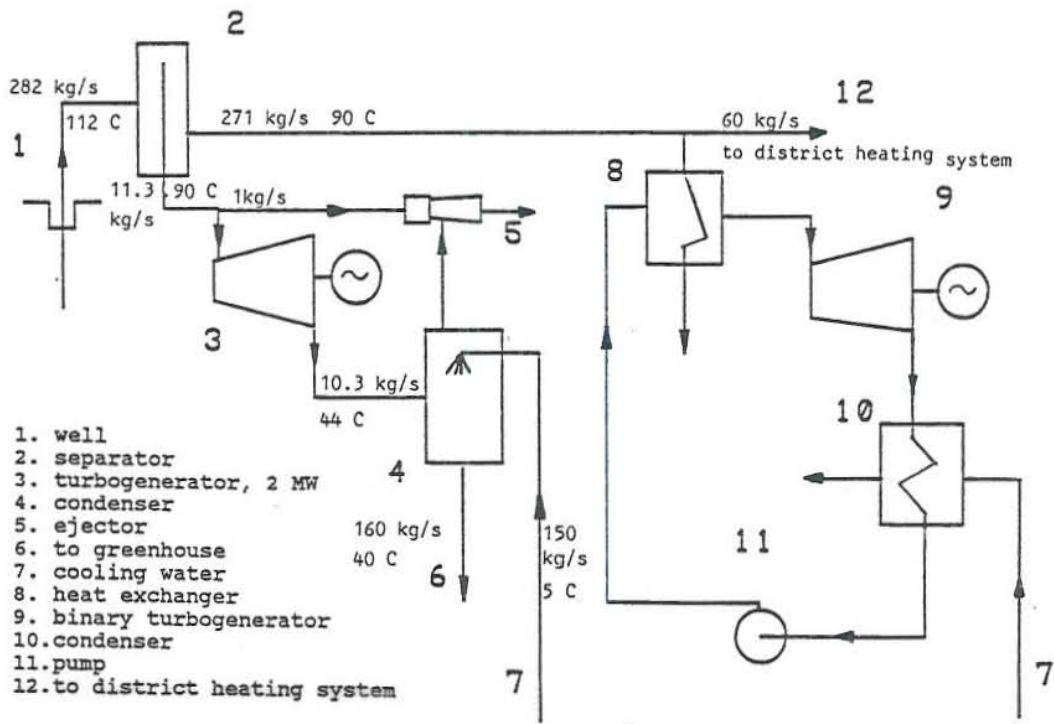 2
282 kg/s
112 C
1
271 kg/s 90 C
12
60 kg/s
to district heating system
8
9
11.3 90 C
kg/s
1kg/s
5
3
10.3 kg/s
44 C
4
10
1. well
2. separator
3. turbogenerator, 2 MW
4. condenser
5. ejector
6. to greenhouse
7. cooling water
8. heat exchanger
9. binary turbogenerator
10.condenser
11.pump
12.to district heating system
160 kg/s
40 C
6
150
kg/s
5 C
11
7
7